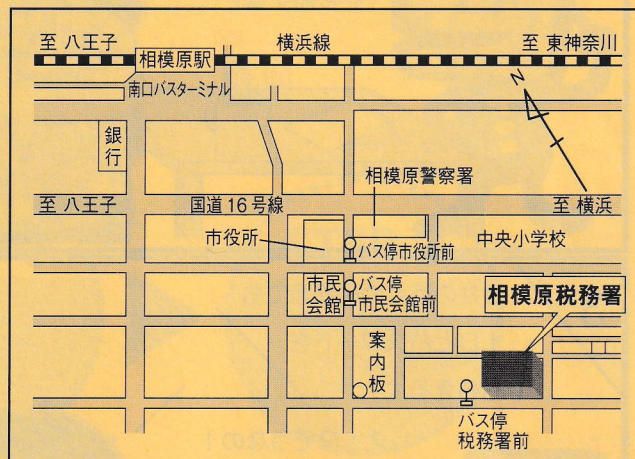 至 八王子
横浜線
至 東神奈川
相模原駅
南口バスターミナル
N
銀行
相模原警察署
至 八王子
国道16号線
至 横浜
市役所
バス停市役所前
中央小学校
市民
会館
バス停
市民会館前
相模原税務署
案内板
バス停
税務署前